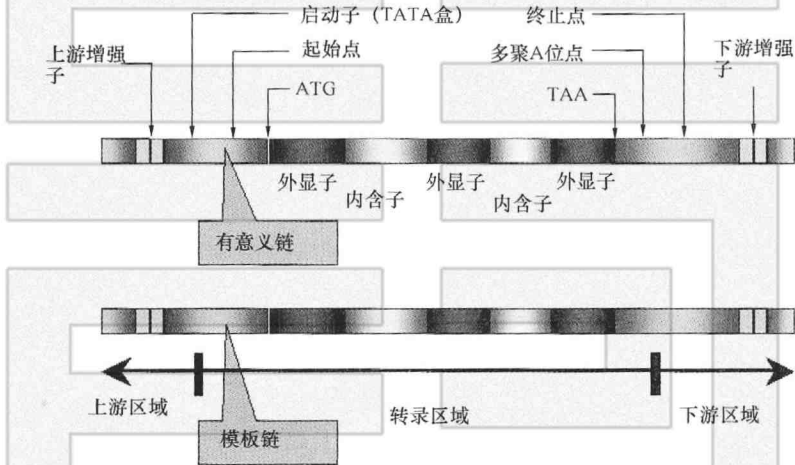 启动子（TATA盒）
终止点
上游增强
子
起始点
多聚A位点
下游增强
子
ATG
TAA
外显子
内含子
外显子
内含子
外显子
有意义链
上游区域
模板链
转录区域
下游区域